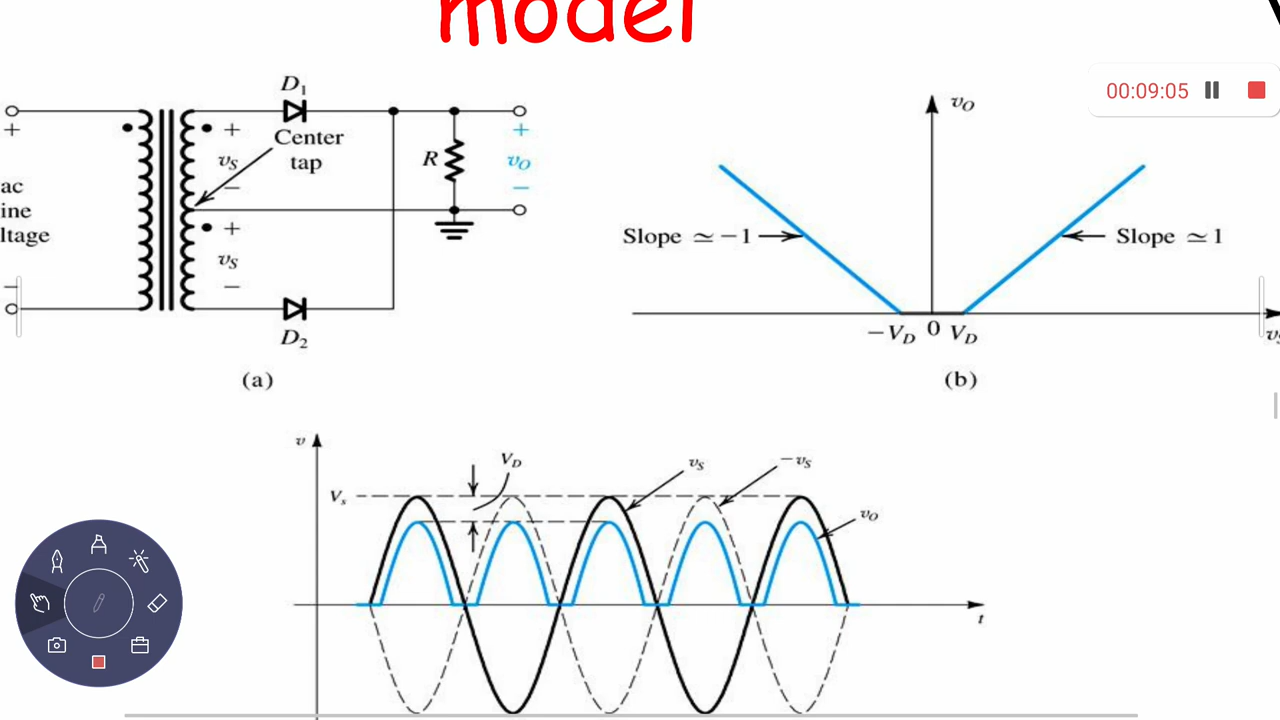 model
00:09:05
D1
+
+
Center
tap
vS
−
ac
ine
ltage
R
+
vO
−
+
vS
−
−
D2
(a)
vO
Slope ≃ −1
Slope ≃ 1
−VD 0 VD
vS
(b)
v
VD
vS
−vS
Vs
vO
t